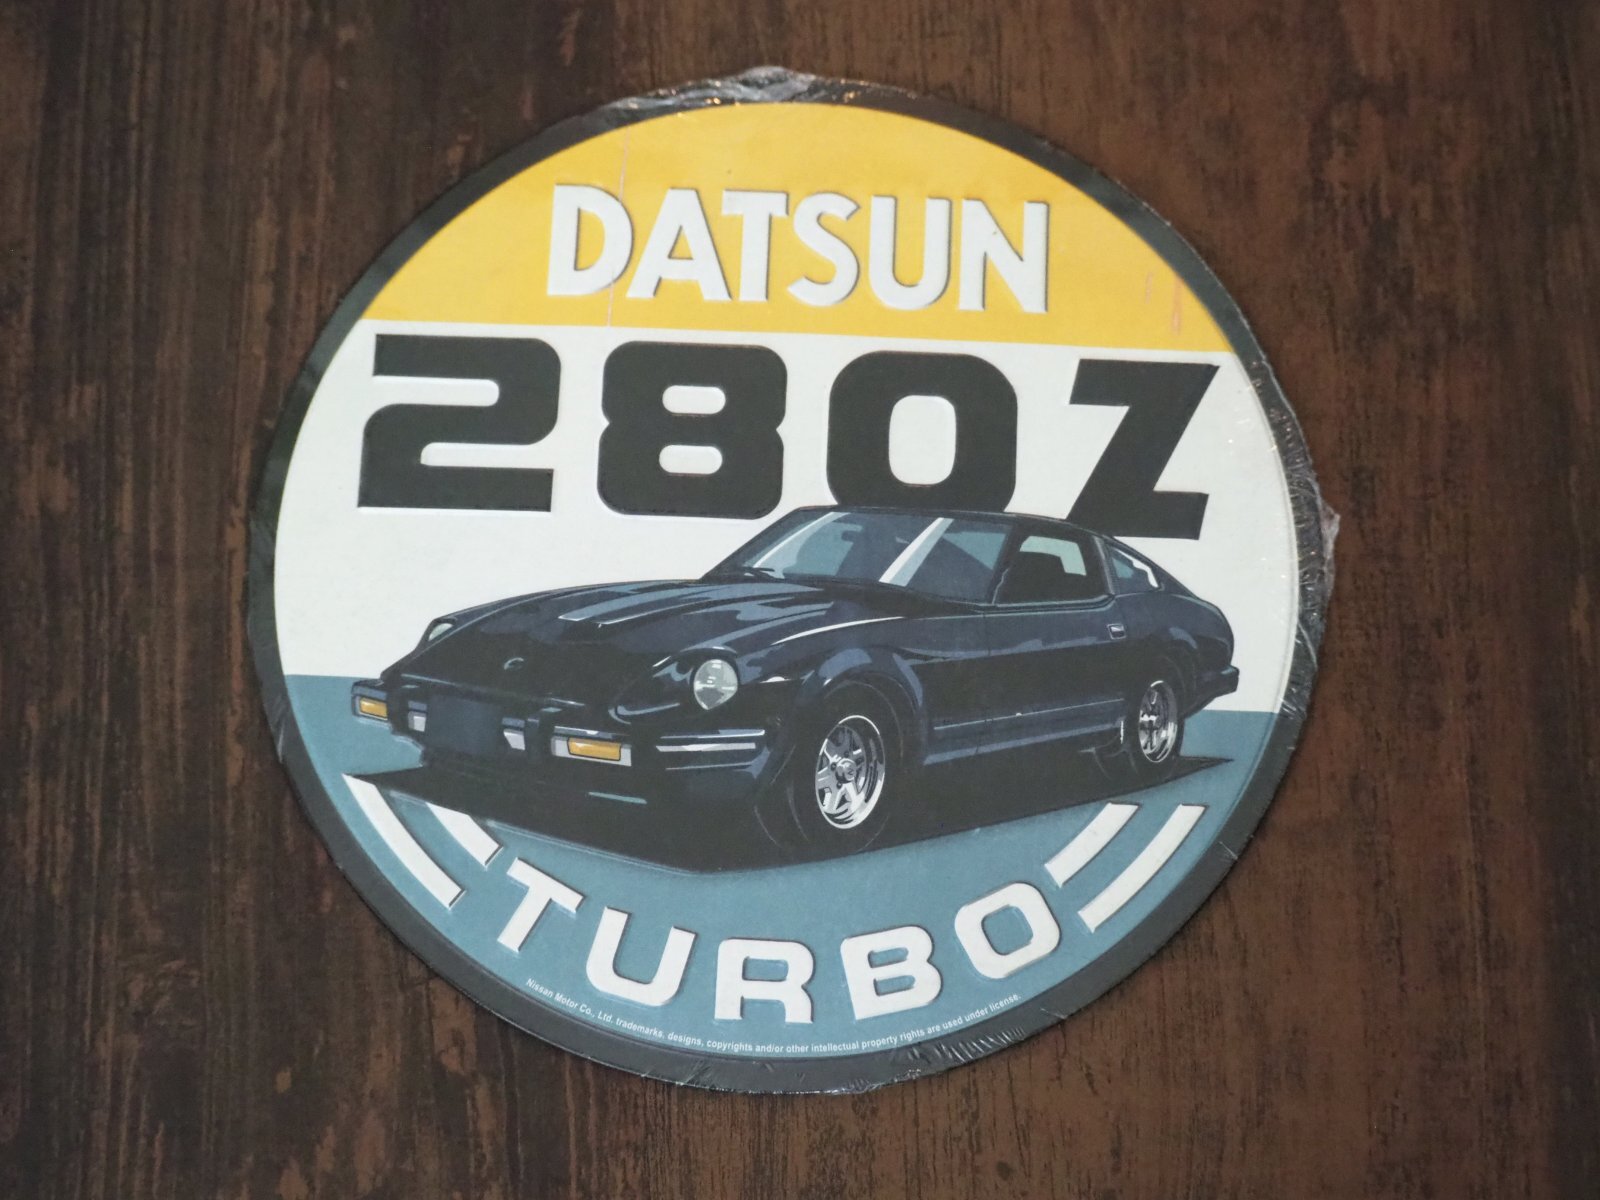 DATSUN
280Z
TURBO
Nissan Motor Co., Ltd. trademarks, designs, copyrights and/or other intellectual property rights are used under license.